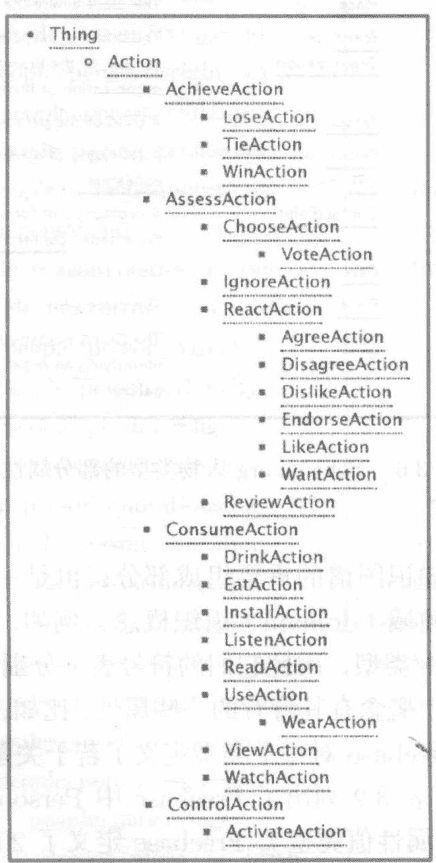 Thing
Action
AchieveAction
LoseAction
TieAction
WinAction
AssessAction
ChooseAction
VoteAction
IgnoreAction
ReactAction
AgreeAction
DisagreeAction
DislikeAction
EndorseAction
LikeAction
WantAction
ReviewAction
ConsumeAction
DrinkAction
EatAction
InstallAction
ListenAction
ReadAction
UseAction
WearAction
ViewAction
WatchAction
ControlAction
ActivateAction